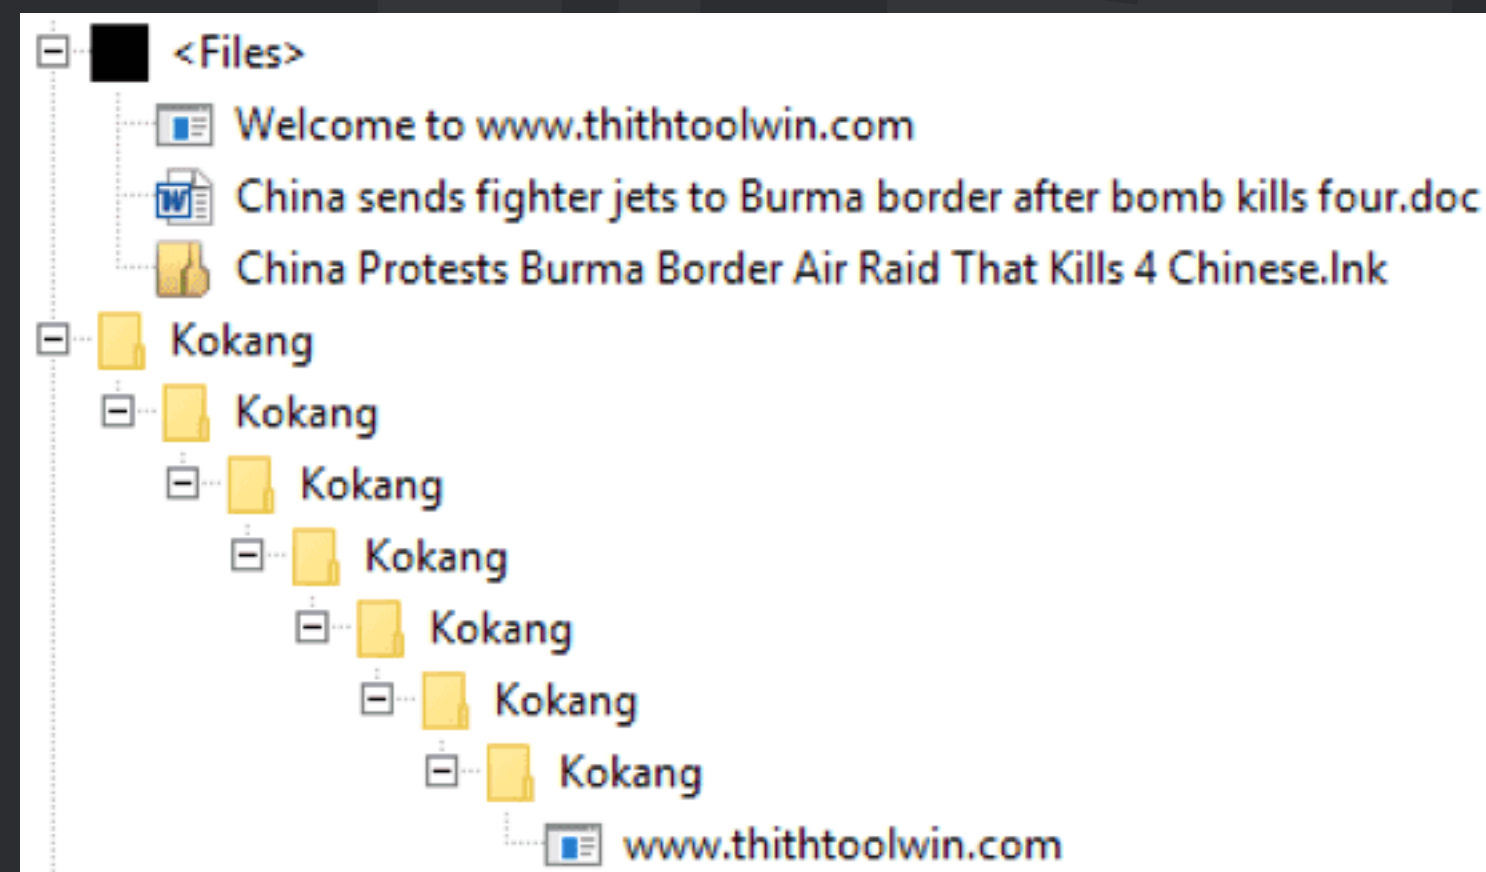 <Files>
Welcome to www.thithtoolwin.com
China sends fighter jets to Burma border after bomb kills four.doc
China Protests Burma Border Air Raid That Kills 4 Chinese.lnk
Kokang
Kokang
Kokang
Kokang
Kokang
Kokang
Kokang
www.thithtoolwin.com